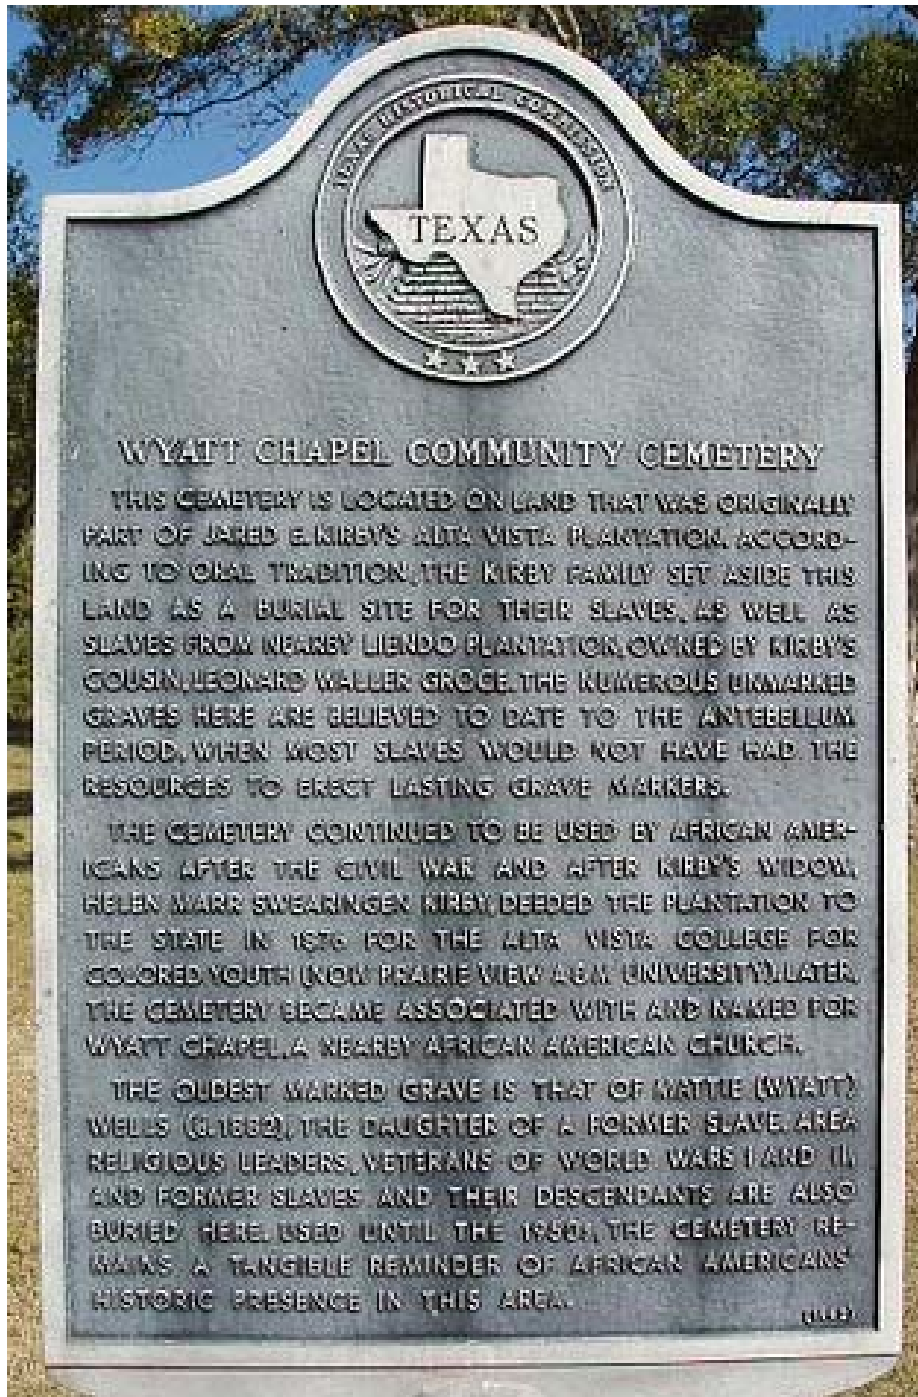 TEXAS HISTORICAL COMMISSION
TEXAS
WYATT CHAPEL COMMUNITY CEMETERY
THIS CEMETERY IS LOCATED ON LAND THAT WAS ORIGINALLY
PART OF JARED E. KIRBY'S ALTA VISTA PLANTATION. ACCORD-
ING TO ORAL TRADITION, THE KIRBY FAMILY SET ASIDE THIS
LAND AS A BURIAL SITE FOR THEIR SLAVES, AS WELL AS
SLAVES FROM NEARBY LIENDO PLANTATION, OWNED BY KIRBY'S
COUSIN, LEONARD WALLER GROCE. THE NUMEROUS UNMARKED
GRAVES HERE ARE BELIEVED TO DATE TO THE ANTEBELLUM
PERIOD, WHEN MOST SLAVES WOULD NOT HAVE HAD THE
RESOURCES TO ERECT LASTING GRAVE MARKERS.
THE CEMETERY CONTINUED TO BE USED BY AFRICAN AMER-
ICANS AFTER THE CIVIL WAR AND AFTER KIRBY'S WIDOW,
HELEN MARR SWEARINGEN KIRBY, DEEDED THE PLANTATION TO
THE STATE IN 1876 FOR THE ALTA VISTA COLLEGE FOR
COLORED YOUTH (NOW PRAIRIE VIEW A&M UNIVERSITY). LATER,
THE CEMETERY BECAME ASSOCIATED WITH AND NAMED FOR
WYATT CHAPEL, A NEARBY AFRICAN AMERICAN CHURCH.
THE OLDEST MARKED GRAVE IS THAT OF MATTIE (WYATT)
WELLS (B. 1882), THE DAUGHTER OF A FORMER SLAVE. AREA
RELIGIOUS LEADERS, VETERANS OF WORLD WARS I AND II,
AND FORMER SLAVES AND THEIR DESCENDANTS ARE ALSO
BURIED HERE. USED UNTIL THE 1950s, THE CEMETERY RE-
MAINS A TANGIBLE REMINDER OF AFRICAN AMERICANS'
HISTORIC PRESENCE IN THIS AREA.